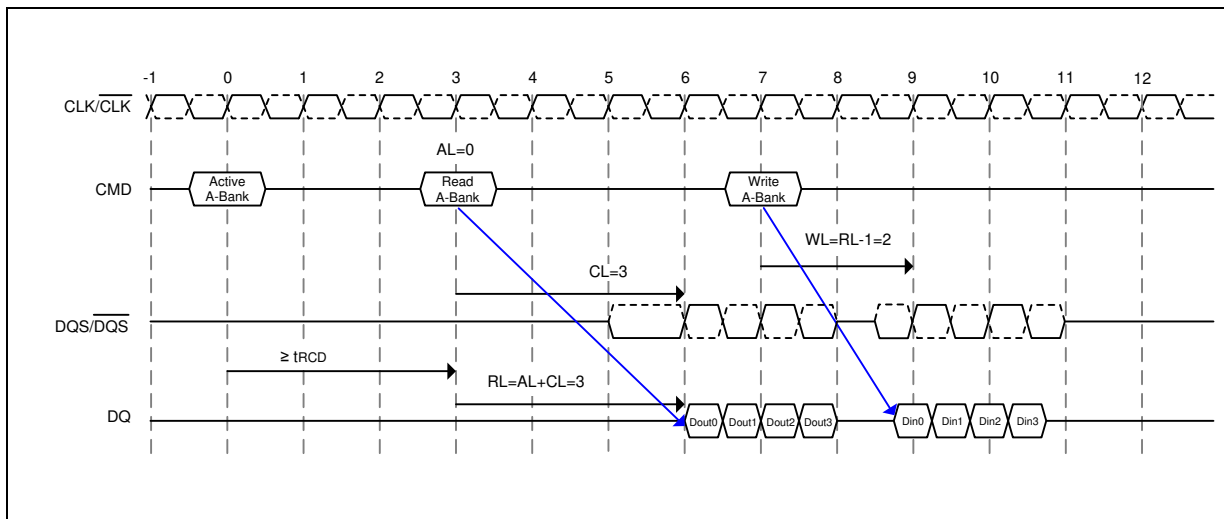 -1 0 1 2 3 4 5 6 7 8 9 10 11 12
CLK/CLK
AL=0
CMD
Active
A-Bank
Read
A-Bank
Write
A-Bank
WL=RL-1=2
CL=3
DQS/DQS
≥ tRCD
RL=AL+CL=3
DQ
Dout0 Dout1 Dout2 Dout3 Din0 Din1 Din2 Din3